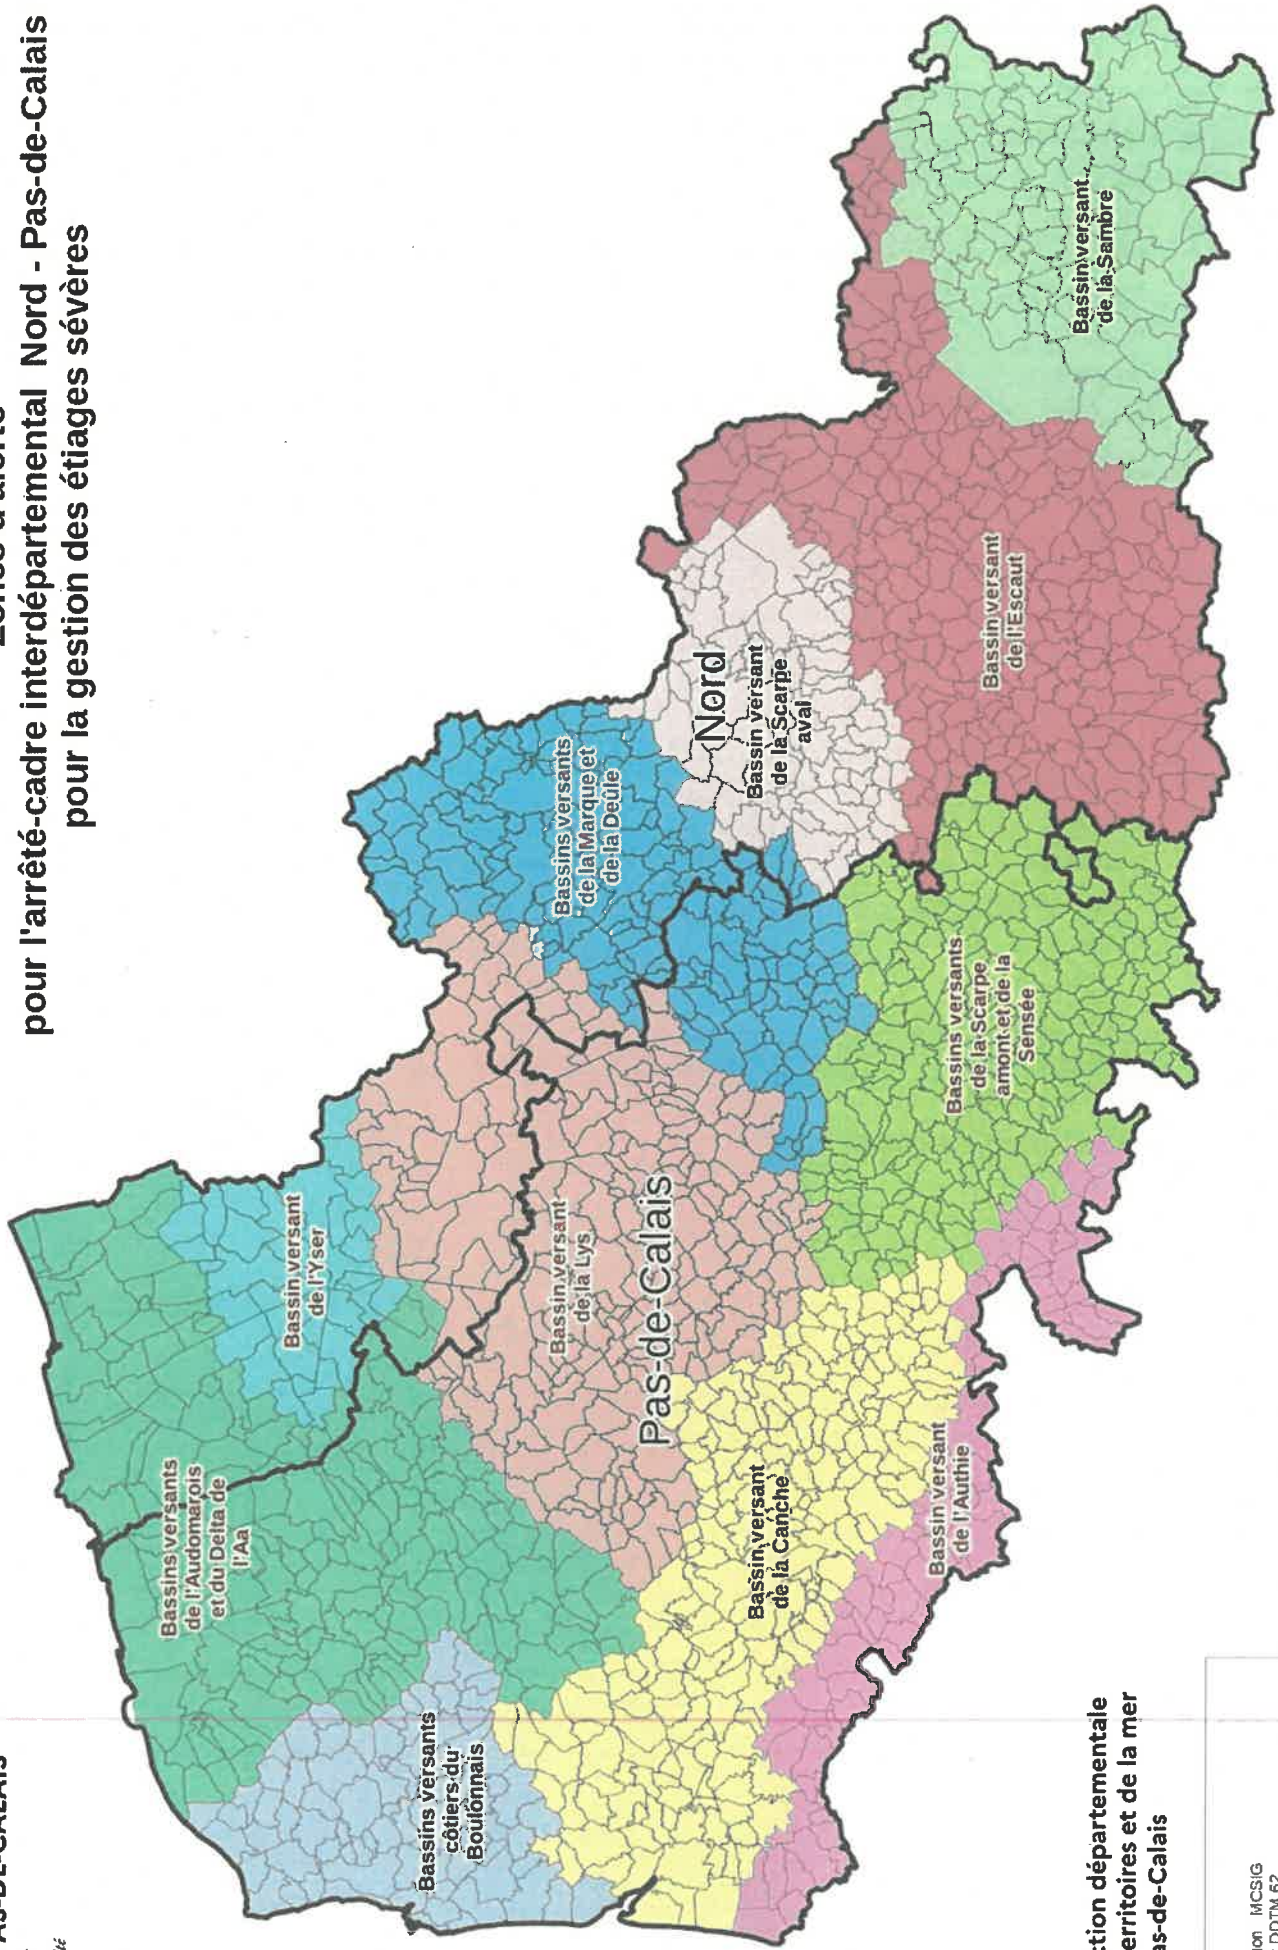 pour l'arrêté-cadre interdépartemental Nord - Pas-de-Calais
pour la gestion des étiages sévères
Bassins versants
de l'Audomarois
et du Delta de
l'Aa
Bassin versant
de l'Yser
Bassins versants
côtiers du
Boulonnais
Bassin versant
de la Lys
Bassins versants
de la Marque et
de la Deûle
Pas-de-Calais
Nord
Bassin versant
de la Scarpe
aval
Bassin versant
de la Canche
Bassin versant
de l'Authie
Bassins versants
de la Scarpe
amont et de la
Sensée
Bassin versant
de l'Escaut
Bassin versant
de la Sambre
ction départementale
erritoires et de la mer
as-de-Calais
MCSIG
DDTM 62